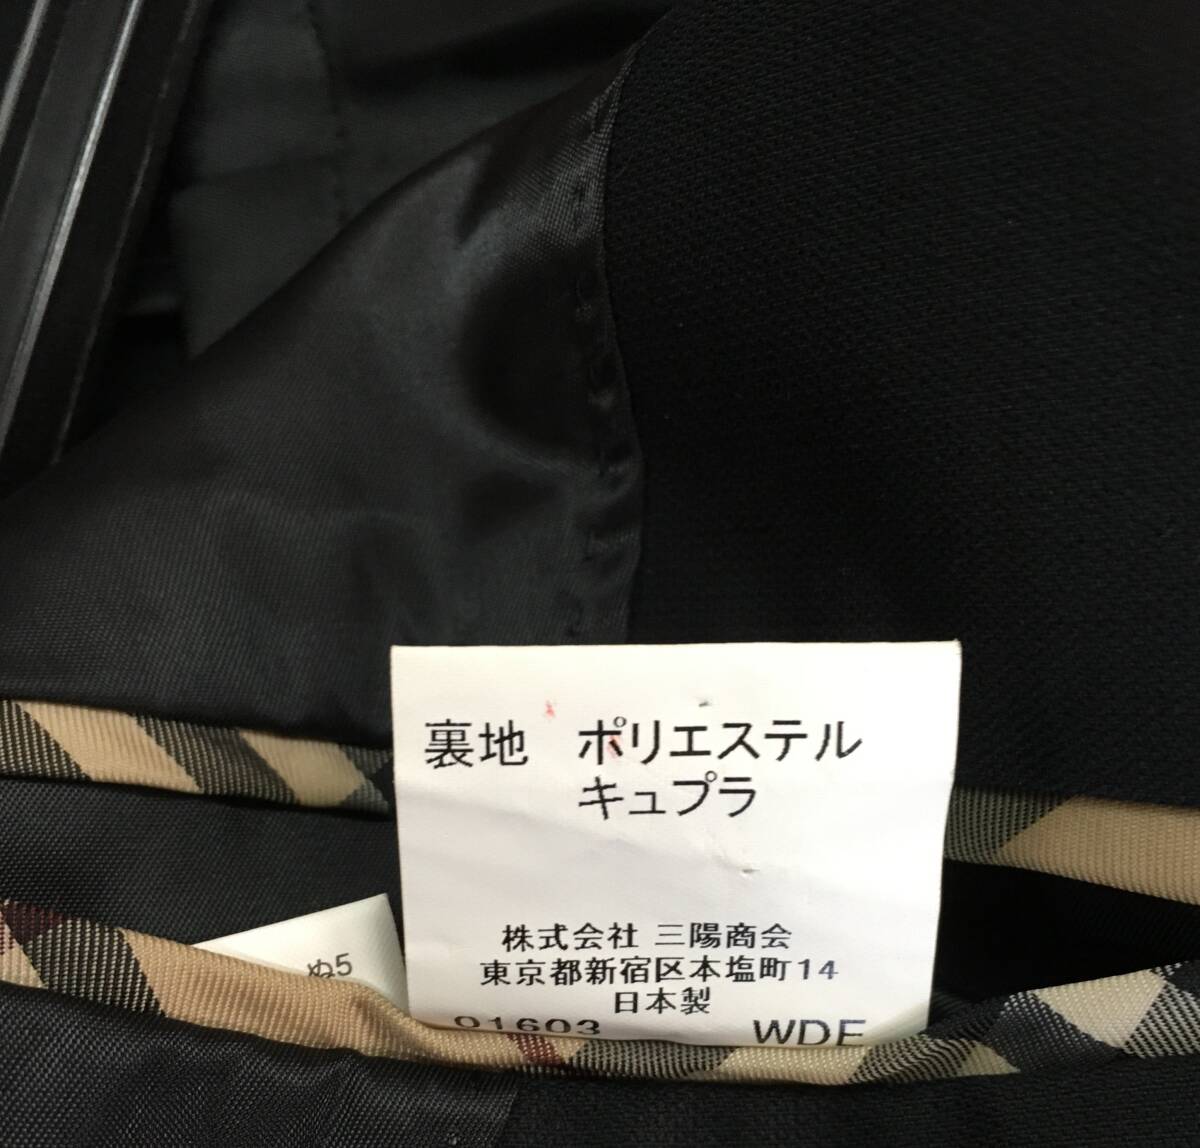 裏地 ポリエステル
キュプラ
株式会社 三陽商会
東京都新宿区本塩町14
日本製
01603 WDF
ぬ5